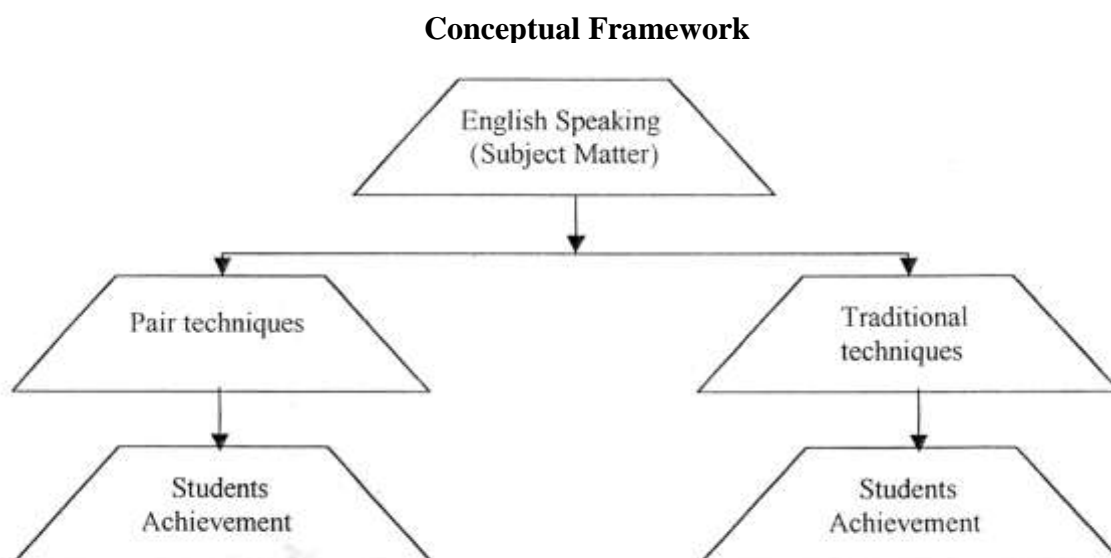 Conceptual Framework
English Speaking
(Subject Matter)
Pair techniques
Traditional
techniques
Students
Achievement
Students
Achievement